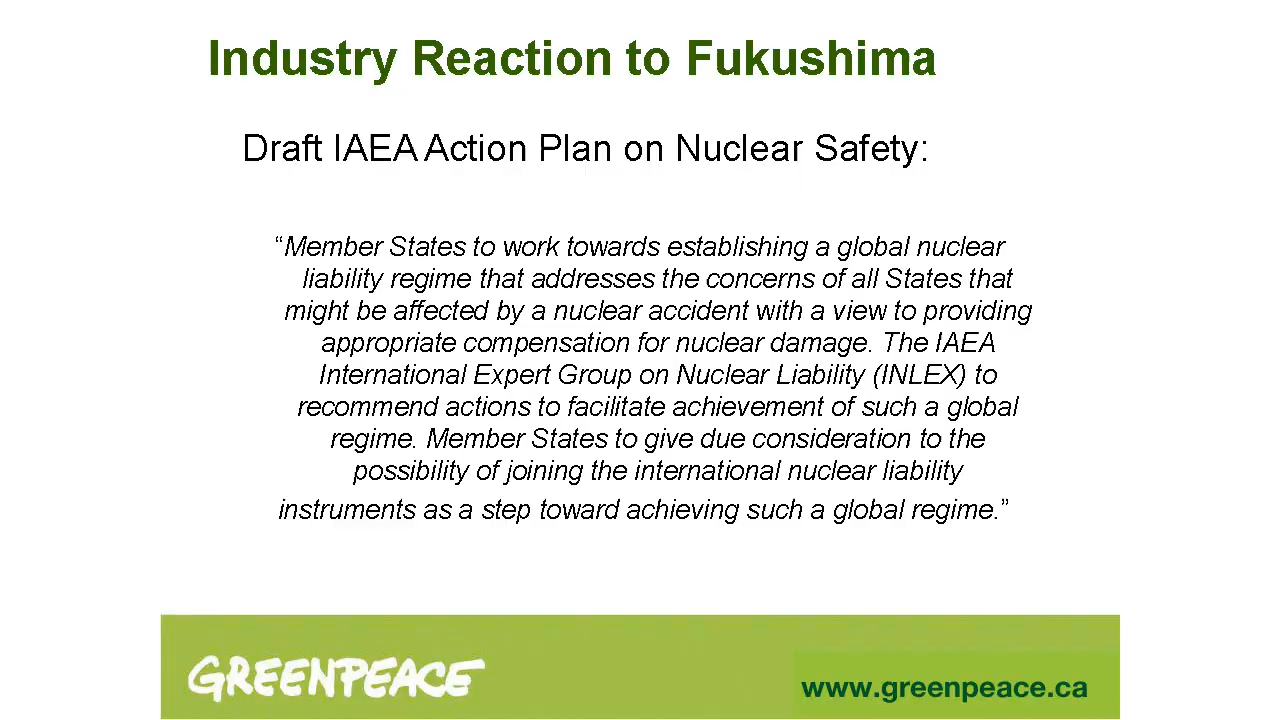 Industry Reaction to Fukushima
Draft IAEA Action Plan on Nuclear Safety:
“Member States to work towards establishing a global nuclear
liability regime that addresses the concerns of all States that
might be affected by a nuclear accident with a view to providing
appropriate compensation for nuclear damage. The IAEA
International Expert Group on Nuclear Liability (INLEX) to
recommend actions to facilitate achievement of such a global
regime. Member States to give due consideration to the
possibility of joining the international nuclear liability
instruments as a step toward achieving such a global regime.”
GREENPEACE
www.greenpeace.ca